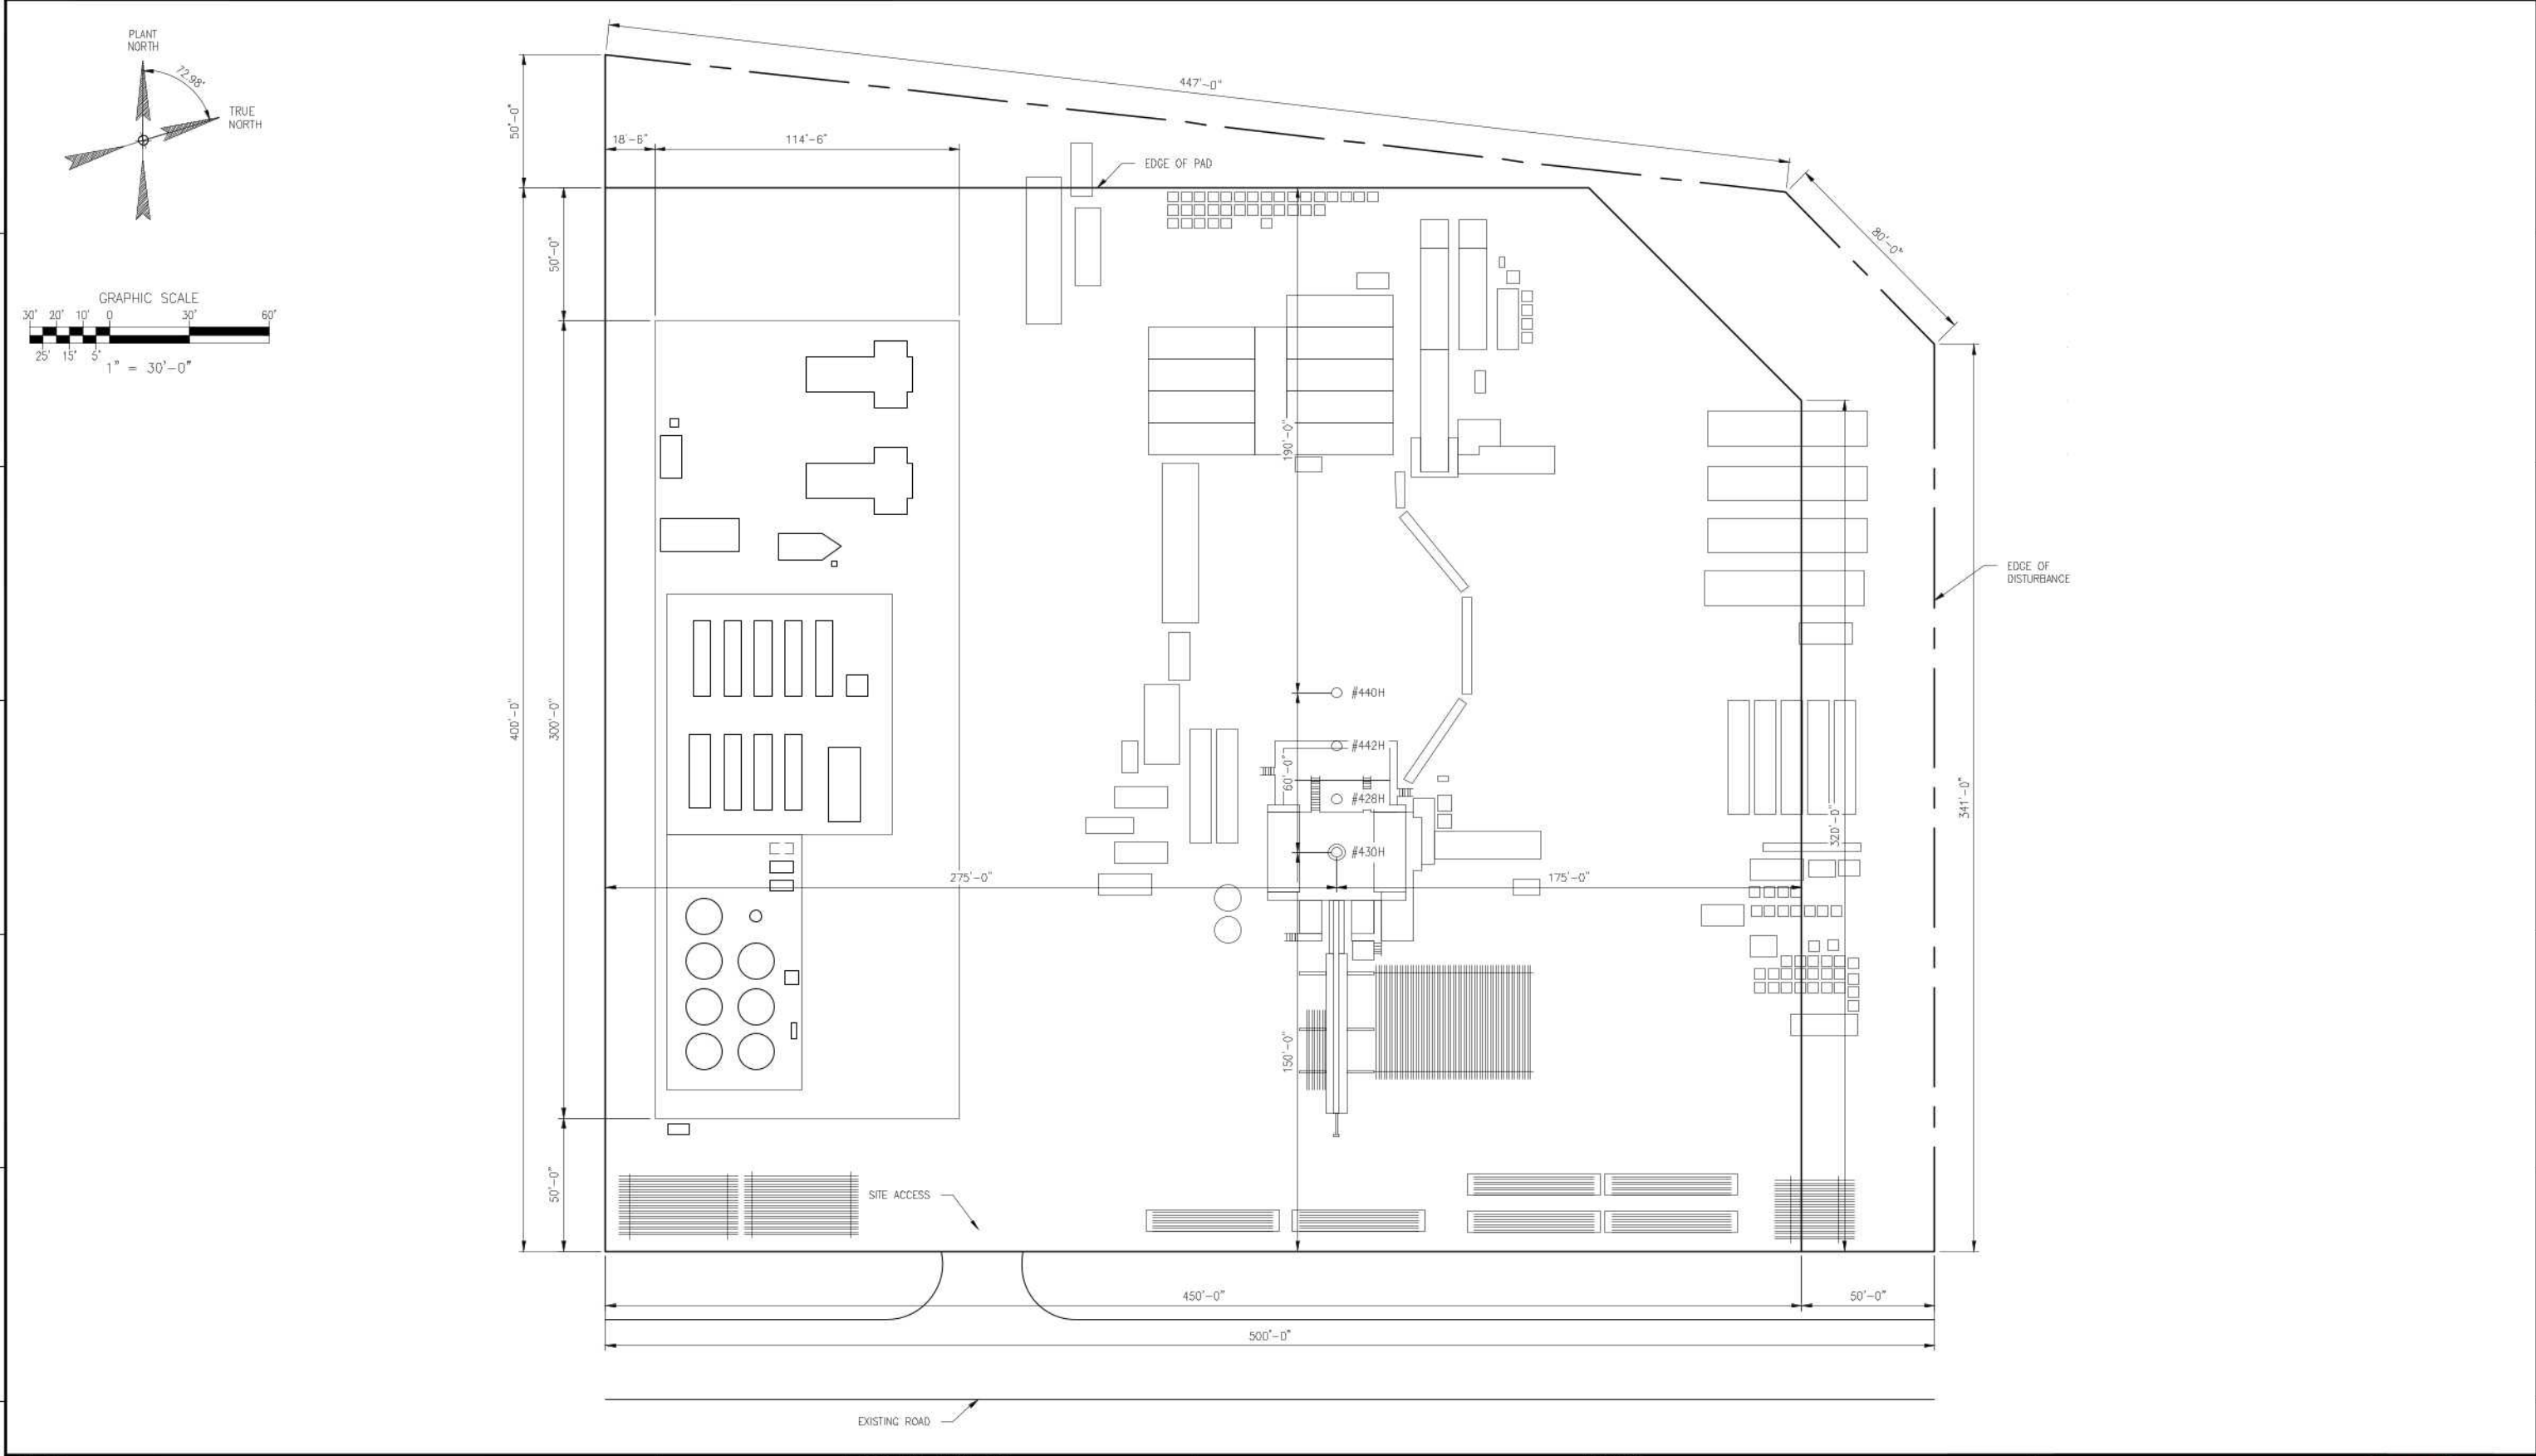 PLANT
NORTH
72.98°
TRUE
NORTH
GRAPHIC SCALE
30' 20' 10' 0 30' 60'
25' 15' 5'
1" = 30'-0"
447'-0"
50'-0"
18'-6" 114'-6"
EDGE OF PAD
80'-0"
50'-0"
190'-0"
EDGE OF
DISTURBANCE
400'-0"
300'-0"
#440H
#442H
60'-0"
#428H
#430H
341'-0"
320'-0"
275'-0" 175'-0"
150'-0"
50'-0"
SITE ACCESS
450'-0" 50'-0"
500'-0"
EXISTING ROAD